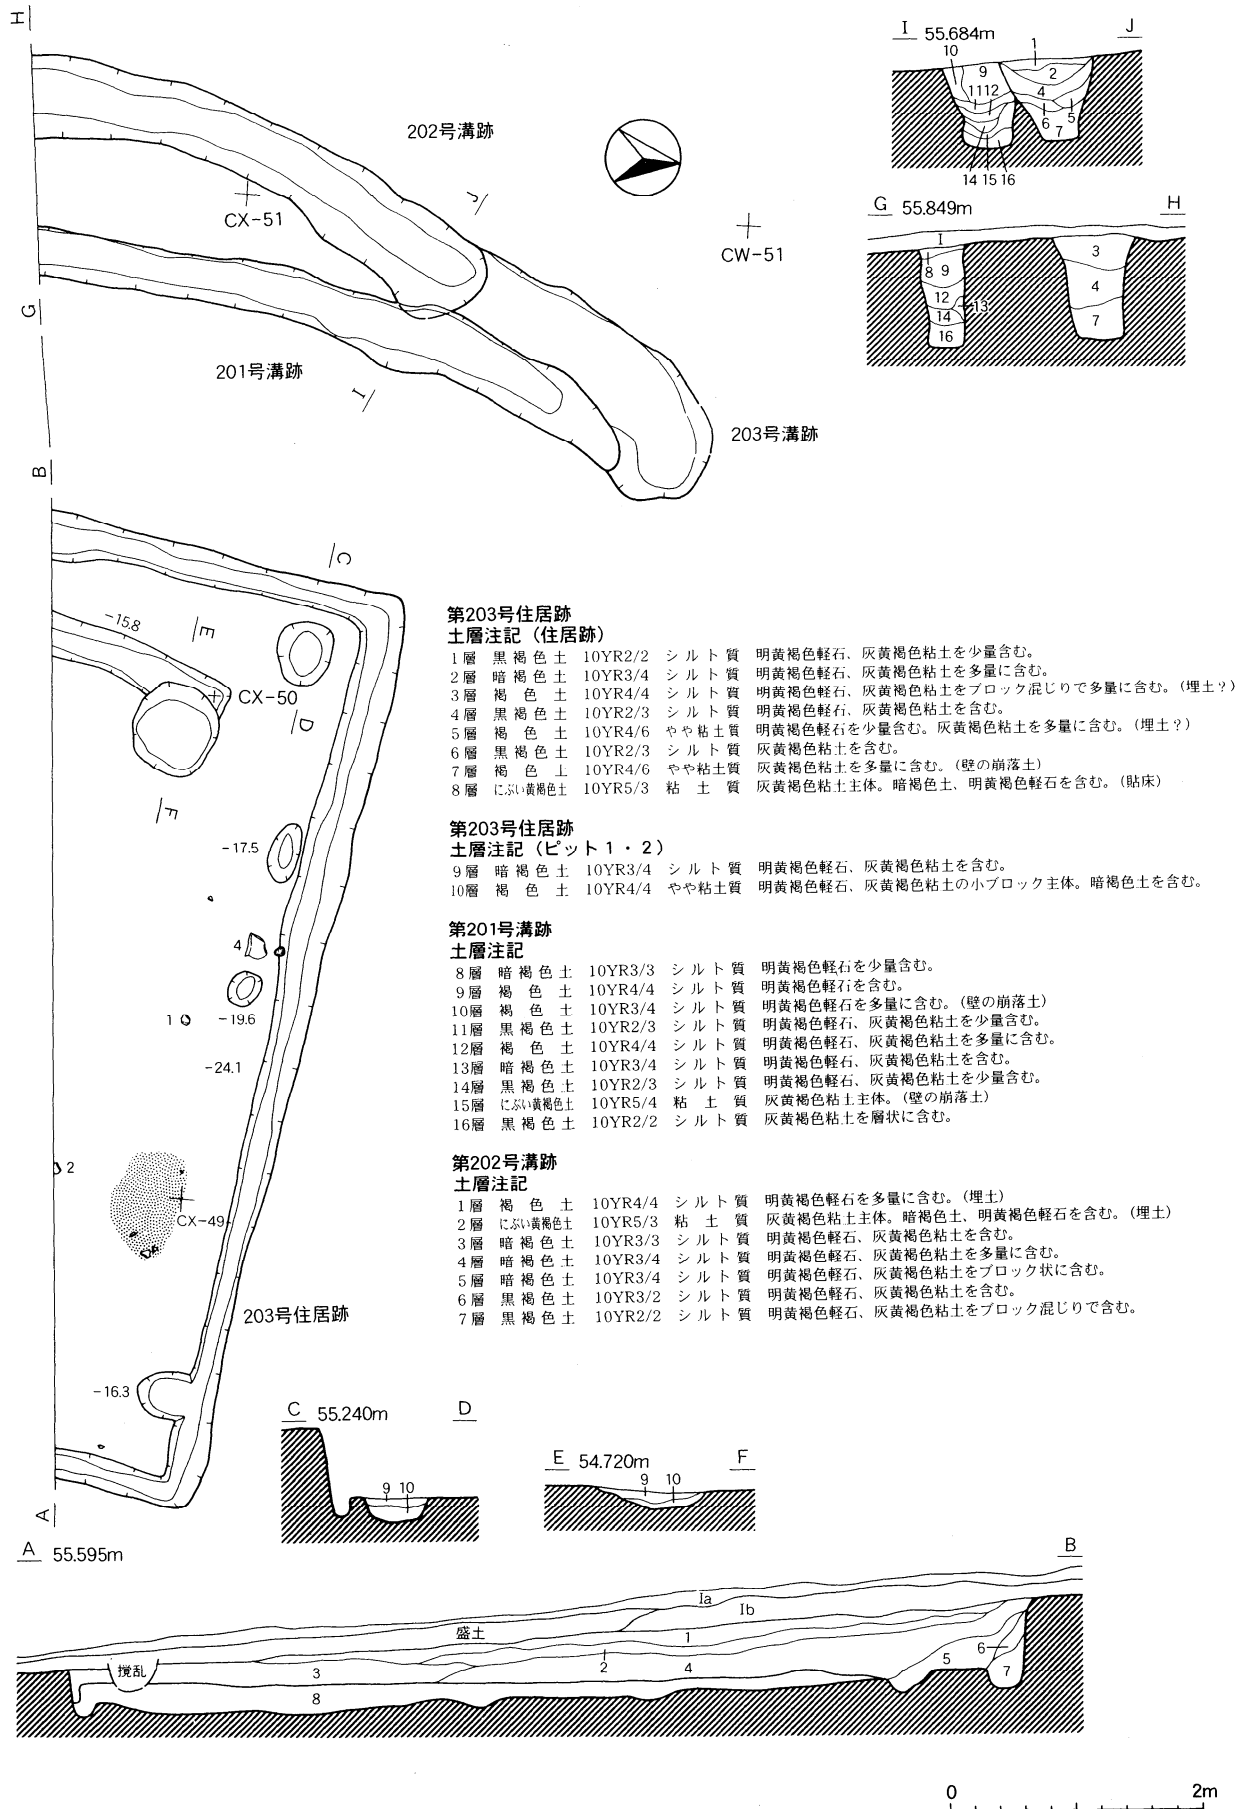 H
202号溝跡
J
CX-51
CW-51
G
201号溝跡
I
203号溝跡
I 55.684m J
10 9 1 2
11 12 4
6 5
7
14 15 16
G 55.849m H
I
8 9 3
12 13 4
14
16 7
B
C
-15.8
E
CX-50
D
F
-17.5
4
1 -19.6
-24.1
2
CX-49
203号住居跡
-16.3
A
第203号住居跡
土層注記(住居跡)
1層 黒褐色土 10YR2/2 シルト質 明黄褐色軽石、灰黄褐色粘土を少量含む。
2層 暗褐色土 10YR3/4 シルト質 明黄褐色軽石、灰黄褐色粘土を多量に含む。
3層 褐色土 10YR4/4 シルト質 明黄褐色軽石、灰黄褐色粘土をブロック混じりで多量に含む。(埋土?)
4層 黒褐色土 10YR2/3 シルト質 明黄褐色軽石、灰黄褐色粘土を含む。
5層 褐色土 10YR4/6 やや粘土質 明黄褐色軽石を少量含む。灰黄褐色粘土を多量に含む。(埋土?)
6層 黒褐色土 10YR2/3 シルト質 灰黄褐色粘土を含む。
7層 褐色土 10YR4/6 やや粘土質 灰黄褐色粘土を多量に含む。(壁の崩落土)
8層 にぶい黄褐色土 10YR5/3 粘土質 灰黄褐色粘土主体。暗褐色土、明黄褐色軽石を含む。(貼床)
第203号住居跡
土層注記(ピット1・2)
9層 暗褐色土 10YR3/4 シルト質 明黄褐色軽石、灰黄褐色粘土を含む。
10層 褐色土 10YR4/4 やや粘土質 明黄褐色軽石、灰黄褐色粘土の小ブロック主体。暗褐色土を含む。
第201号溝跡
土層注記
8層 暗褐色土 10YR3/3 シルト質 明黄褐色軽石を少量含む。
9層 褐色土 10YR4/4 シルト質 明黄褐色軽石を含む。
10層 褐色土 10YR3/4 シルト質 明黄褐色軽石を多量に含む。(壁の崩落土)
11層 黒褐色土 10YR2/3 シルト質 明黄褐色軽石、灰黄褐色粘土を少量含む。
12層 褐色土 10YR4/4 シルト質 明黄褐色軽石、灰黄褐色粘土を多量に含む。
13層 暗褐色土 10YR3/4 シルト質 明黄褐色軽石、灰黄褐色粘土を含む。
14層 黒褐色土 10YR2/3 シルト質 明黄褐色軽石、灰黄褐色粘土を少量含む。
15層 にぶい黄褐色土 10YR5/4 粘土質 灰黄褐色粘土主体。(壁の崩落土)
16層 黒褐色土 10YR2/2 シルト質 灰黄褐色粘土を層状に含む。
第202号溝跡
土層注記
1層 褐色土 10YR4/4 シルト質 明黄褐色軽石を多量に含む。(埋土)
2層 にぶい黄褐色土 10YR5/3 粘土質 灰黄褐色粘土主体。暗褐色土、明黄褐色軽石を含む。(埋土)
3層 暗褐色土 10YR3/3 シルト質 明黄褐色軽石、灰黄褐色粘土を含む。
4層 暗褐色土 10YR3/4 シルト質 明黄褐色軽石、灰黄褐色粘土を多量に含む。
5層 暗褐色土 10YR3/4 シルト質 明黄褐色軽石、灰黄褐色粘土をブロック状に含む。
6層 黒褐色土 10YR3/2 シルト質 明黄褐色軽石、灰黄褐色粘土を含む。
7層 黒褐色土 10YR2/2 シルト質 明黄褐色軽石、灰黄褐色粘土をブロック混じりで含む。
C 55.240m D
9 10
E 54.720m F
9 10
A 55.595m B
Ia
Ib
盛土 1
撹乱 3 2 4 5 6 7
8
0 2m